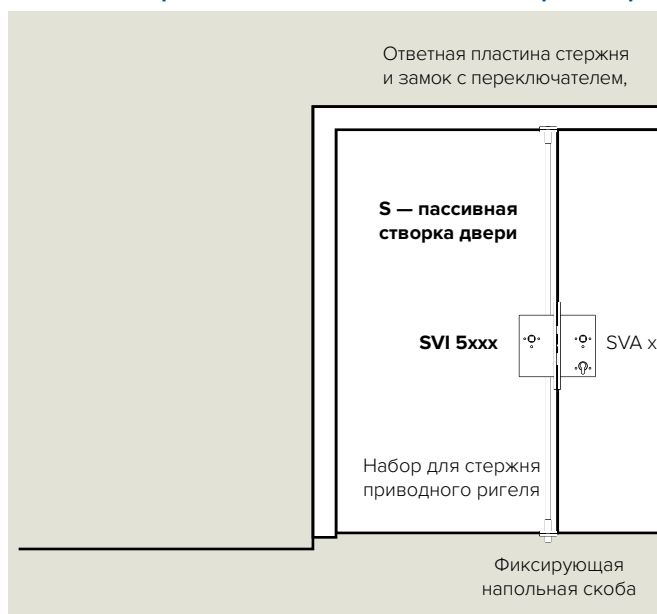 Ответная пластина стержня
и замок с переключателем,
S — пассивная
створка двери
SVI 5xxx
SVA x
Набор для стержня
приводного ригеля
Фиксирующая
напольная скоба